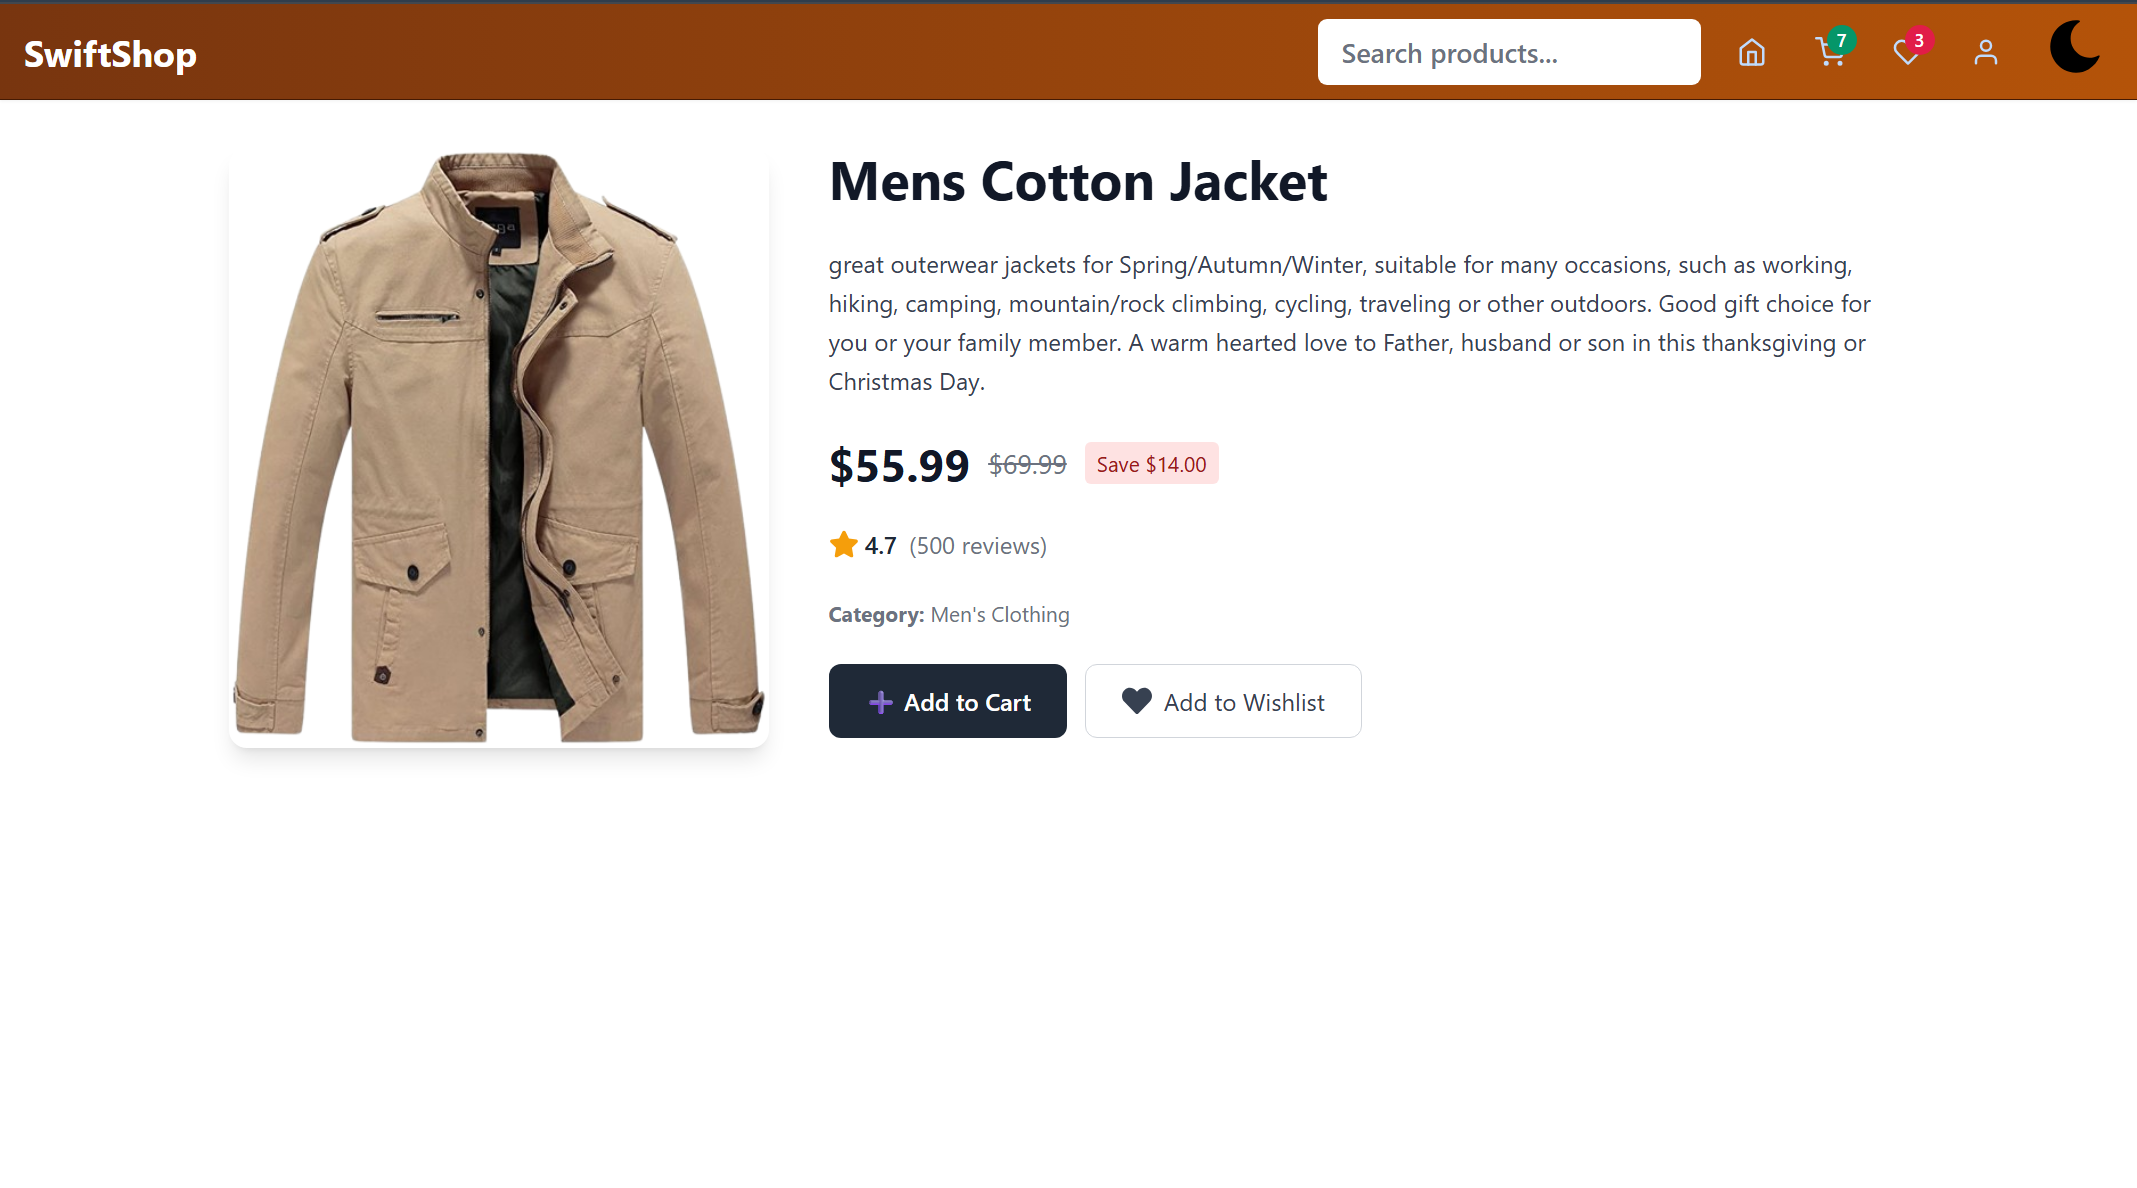 SwiftShop
Search products...
7
3
Mens Cotton Jacket
great outerwear jackets for Spring/Autumn/Winter, suitable for many occasions, such as working,
hiking, camping, mountain/rock climbing, cycling, traveling or other outdoors. Good gift choice for
you or your family member. A warm hearted love to Father, husband or son in this thanksgiving or
Christmas Day.
$55.99 $69.99 Save $14.00
4.7 (500 reviews)
Category: Men's Clothing
Add to Cart
Add to Wishlist